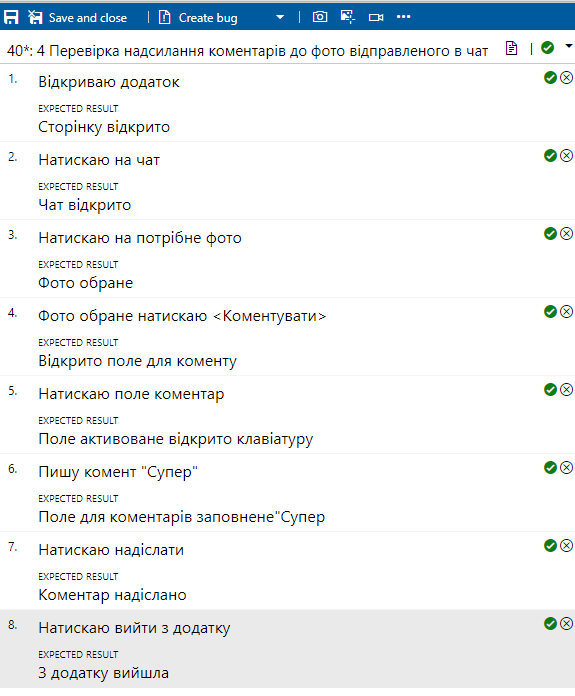 Save and close Create bug
40*: 4 Перевірка надсилання коментарів до фото відправленого в чат
1. Відкриваю додаток
EXPECTED RESULT
Сторінку відкрито
2. Натискаю на чат
EXPECTED RESULT
Чат відкрито
3. Натискаю на потрібне фото
EXPECTED RESULT
Фото обране
4. Фото обране натискаю <Коментувати>
EXPECTED RESULT
Відкрито поле для коменту
5. Натискаю поле коментар
EXPECTED RESULT
Поле активоване відкрито клавіатуру
6. Пишу комент "Супер"
EXPECTED RESULT
Поле для коментарів заповнене"Супер
7. Натискаю надіслати
EXPECTED RESULT
Коментар надіслано
8. Натискаю вийти з додатку
EXPECTED RESULT
З додатку вийшла